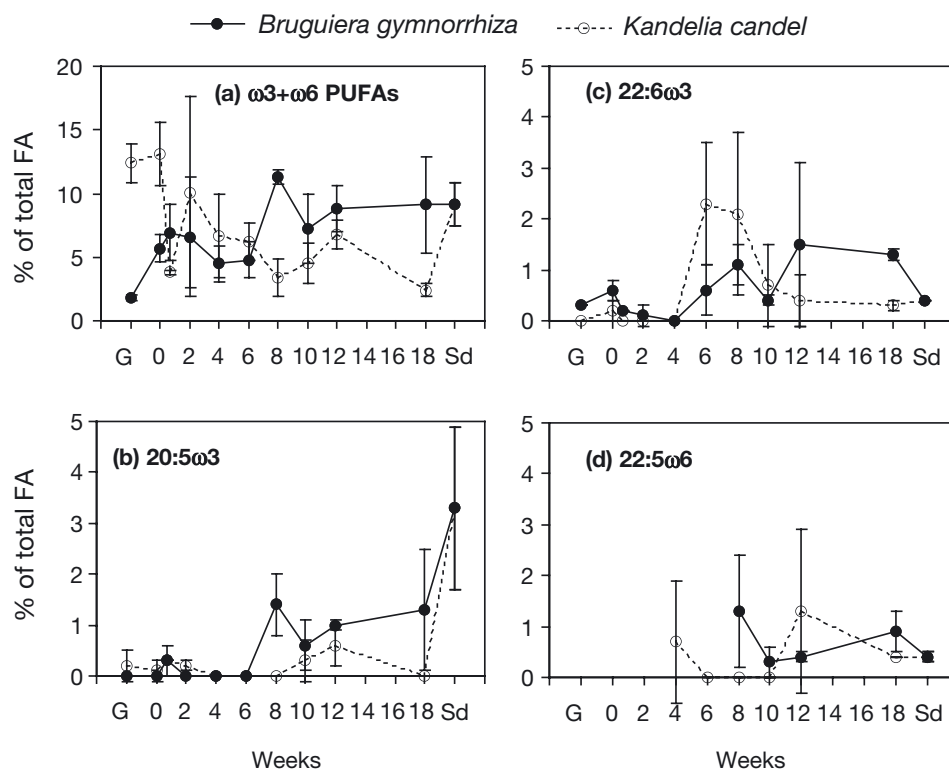 Bruguiera gymnorrhiza Kandelia candel
(a) ω3+ω6 PUFAs
% of total FA
20
15
10
5
0
G 0 2 4 6 8 10 12 14 16 18 Sd
(c) 22:6ω3
5
4
3
2
1
0
G 0 2 4 6 8 10 12 14 16 18 Sd
(b) 20:5ω3
% of total FA
5
4
3
2
1
0
G 0 2 4 6 8 10 12 14 16 18 Sd
Weeks
(d) 22:5ω6
5
4
3
2
1
0
G 0 2 4 6 8 10 12 14 16 18 Sd
Weeks